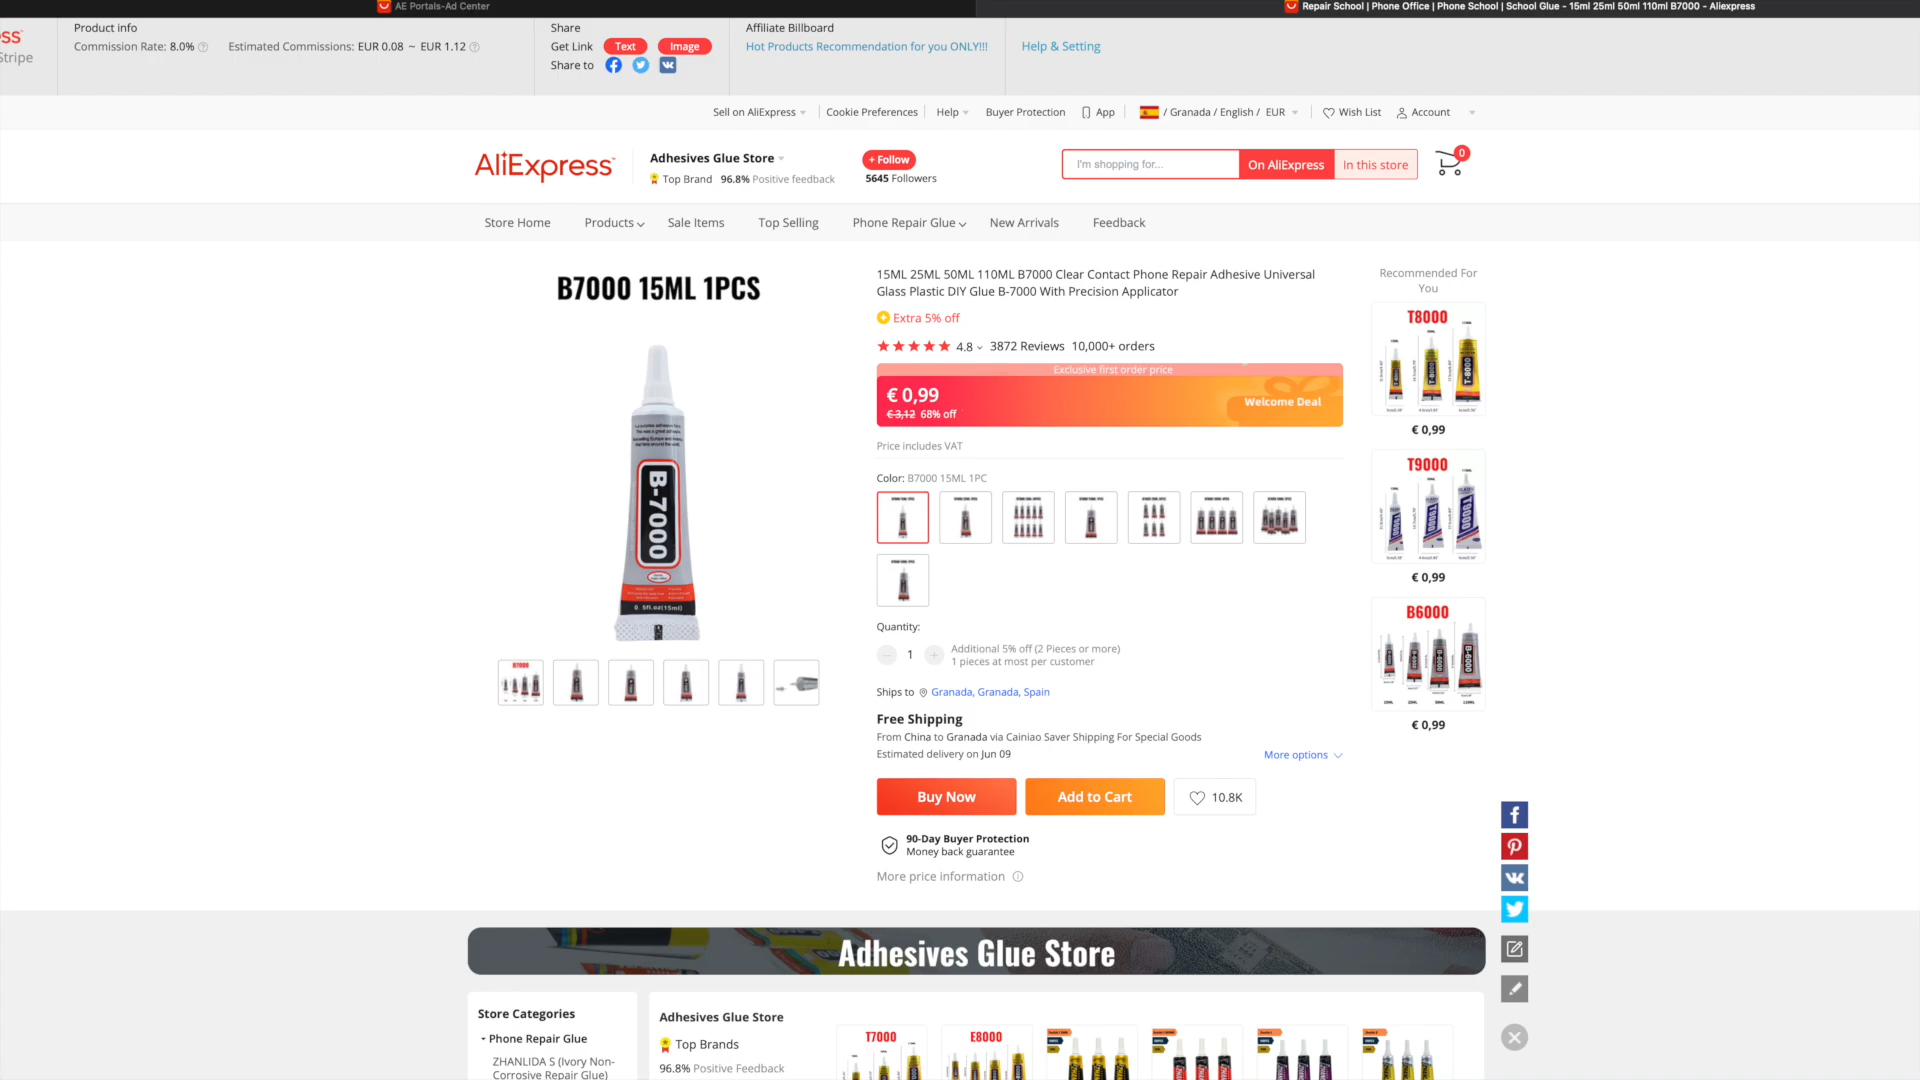 AE Portals-Ad Center
Repair School | Phone Office | Phone School | School Glue - 15ml 25ml 50ml 110ml B7000 - Aliexpress
Product info
Commission Rate: 8.0%
Estimated Commissions: EUR 0.08 ~ EUR 1.12
Share
Get Link Text Image
Share to
Affiliate Billboard
Hot Products Recommendation for you ONLY!!!
Help & Setting
Stripe
Sell on AliExpress
Cookie Preferences
Help
Buyer Protection
App
/ Granada / English / EUR
Wish List
Account
AliExpress
Adhesives Glue Store
Top Brand 96.8% Positive feedback
+ Follow
5645 Followers
I'm shopping for...
On AliExpress
In this store
0
Store Home
Products
Sale Items
Top Selling
Phone Repair Glue
New Arrivals
Feedback
B7000 15ML 1PCS
B-7000
0. 5fl.oz(15ml)
B7000
15ML 25ML 50ML 110ML B7000 Clear Contact Phone Repair Adhesive Universal
Glass Plastic DIY Glue B-7000 With Precision Applicator
Extra 5% off
4.8 3872 Reviews 10,000+ orders
Exclusive first order price
€ 0,99
€ 3,12 68% off
Welcome Deal
Price includes VAT
Color: B7000 15ML 1PC
Quantity:
1
Additional 5% off (2 Pieces or more)
1 pieces at most per customer
Ships to Granada, Granada, Spain
Free Shipping
From China to Granada via Cainiao Saver Shipping For Special Goods
Estimated delivery on Jun 09
More options
Buy Now
Add to Cart
10.8K
90-Day Buyer Protection
Money back guarantee
More price information
Recommended For
You
T8000
T-8000
€ 0,99
T9000
T9000
€ 0,99
B6000
€ 0,99
Adhesives Glue Store
Store Categories
Phone Repair Glue
ZHANLIDA S (Ivory Non-
Corrosive Repair Glue)
Adhesives Glue Store
Top Brands
96.8% Positive Feedback
T7000
E8000